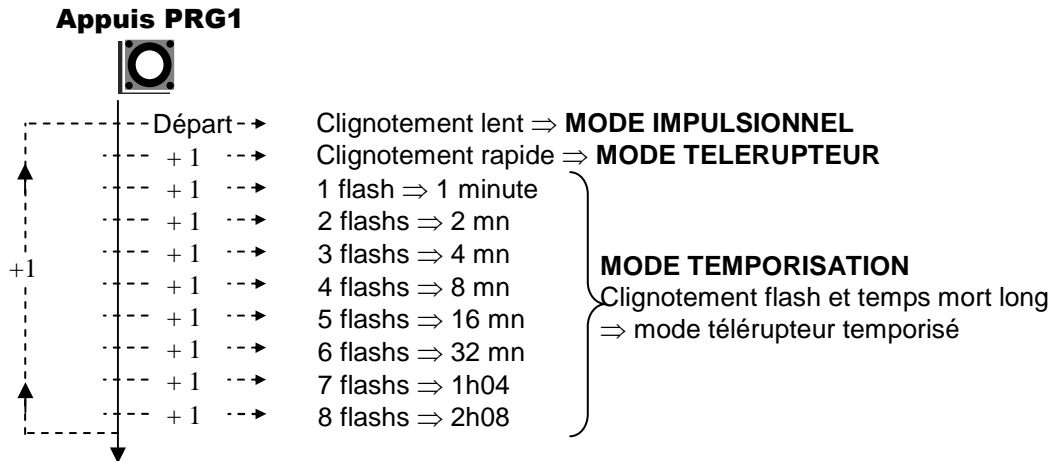 Appuis PRG1
Départ Clignotement lent ⇒ MODE IMPULSIONNEL
+ 1 Clignotement rapide ⇒ MODE TELERUPTEUR
+ 1 1 flash ⇒ 1 minute
+ 1 2 flashs ⇒ 2 mn
+ 1 3 flashs ⇒ 4 mn
+ 1 4 flashs ⇒ 8 mn
+ 1 5 flashs ⇒ 16 mn
+ 1 6 flashs ⇒ 32 mn
+ 1 7 flashs ⇒ 1h04
+ 1 8 flashs ⇒ 2h08
+1
MODE TEMPORISATION
Clignotement flash et temps mort long
⇒ mode télérupteur temporisé